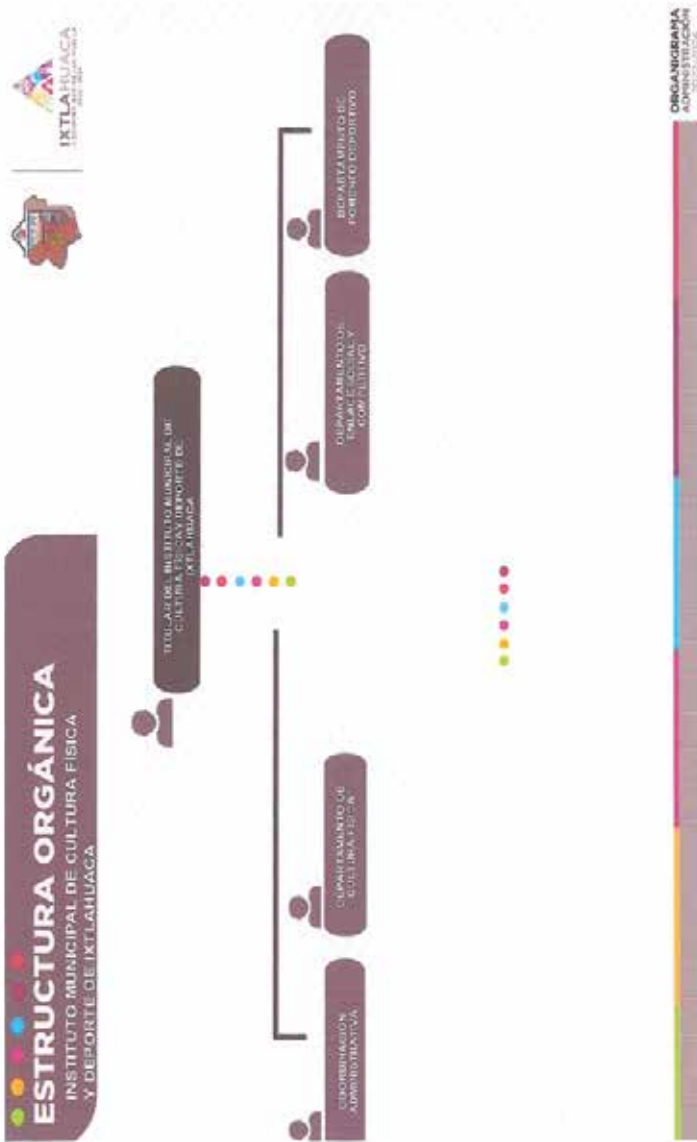 ESTRUCTURA ORGÁNICA
INSTITUTO MUNICIPAL DE CULTURA FÍSICA
Y DEPORTE DE IXTLAHUACA
IXTLAHUACA
TITULAR DEL INSTITUTO MUNICIPAL DE
CULTURA FÍSICA Y DEPORTE DE
IXTLAHUACA
COORDINACIÓN
ADMINISTRATIVA
DEPARTAMENTO DE
CULTURA FÍSICA
DEPARTAMENTO DE
ENLACE SOCIAL Y
COMPETITIVO
DEPARTAMENTO DE
FOMENTO DEPORTIVO
ORGANIGRAMA
ADMINISTRACIÓN